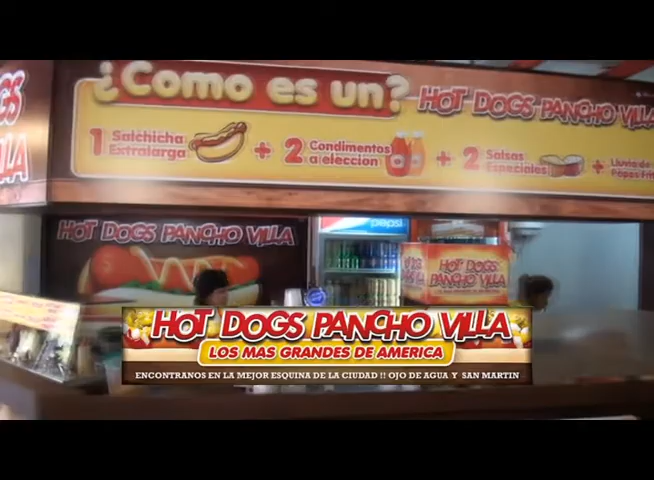 ¿Como es un? HOT DOGS PANCHO VILLA
1 Salchicha Extralarga + 2 Condimentos a eleccion + 2 Salsas Especiales + Lluvia de Papas Frit
HOT DOGS PANCHO VILLA
pepsi
HOT DOGS PANCHO VILLA
HOT DOGS PANCHO VILLA
LOS MAS GRANDES DE AMERICA
ENCONTRANOS EN LA MEJOR ESQUINA DE LA CIUDAD !! OJO DE AGUA Y SAN MARTIN